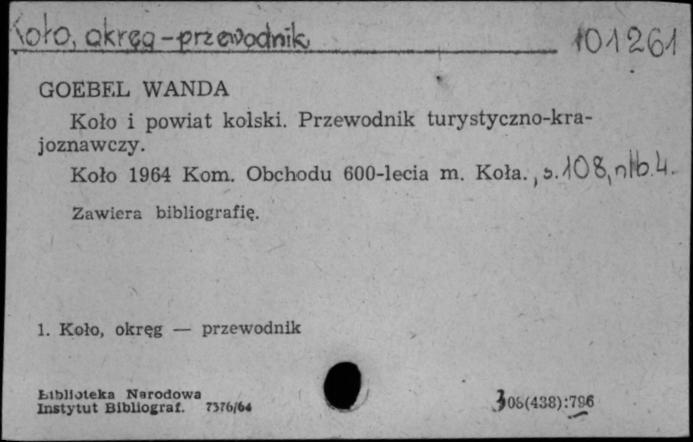 Koło, okręg - przewodnik 101261
GOEBEL WANDA
Koło i powiat kolski. Przewodnik turystyczno-kra-
joznawczy.
Koło 1964 Kom. Obchodu 600-lecia m. Koła., s. 108, nlb. 4.
Zawiera bibliografię.
1. Koło, okręg — przewodnik
Biblioteka Narodowa
Instytut Bibliograf. 7376/64 308(438):796